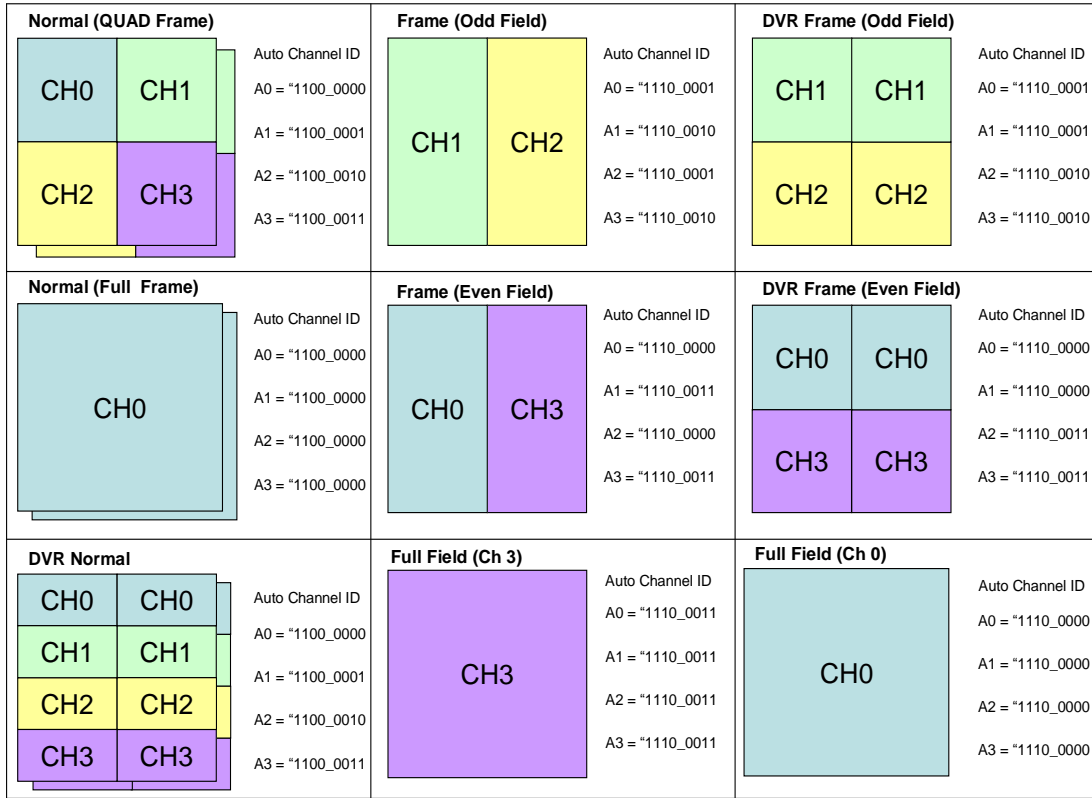 Normal (QUAD Frame)
CH0 CH1
CH2 CH3
Auto Channel ID
A0 = “1100_0000
A1 = “1100_0001
A2 = “1100_0010
A3 = “1100_0011
Frame (Odd Field)
CH1 CH2
Auto Channel ID
A0 = “1110_0001
A1 = “1110_0010
A2 = “1110_0001
A3 = “1110_0010
DVR Frame (Odd Field)
CH1 CH1
CH2 CH2
Auto Channel ID
A0 = “1110_0001
A1 = “1110_0001
A2 = “1110_0010
A3 = “1110_0010
Normal (Full Frame)
CH0
Auto Channel ID
A0 = “1100_0000
A1 = “1100_0000
A2 = “1100_0000
A3 = “1100_0000
Frame (Even Field)
CH0 CH3
Auto Channel ID
A0 = “1110_0000
A1 = “1110_0011
A2 = “1110_0000
A3 = “1110_0011
DVR Frame (Even Field)
CH0 CH0
CH3 CH3
Auto Channel ID
A0 = “1110_0000
A1 = “1110_0000
A2 = “1110_0011
A3 = “1110_0011
DVR Normal
CH0 CH0
CH1 CH1
CH2 CH2
CH3 CH3
Auto Channel ID
A0 = “1100_0000
A1 = “1100_0001
A2 = “1100_0010
A3 = “1100_0011
Full Field (Ch 3)
CH3
Auto Channel ID
A0 = “1110_0011
A1 = “1110_0011
A2 = “1110_0011
A3 = “1110_0011
Full Field (Ch 0)
CH0
Auto Channel ID
A0 = “1110_0000
A1 = “1110_0000
A2 = “1110_0000
A3 = “1110_0000